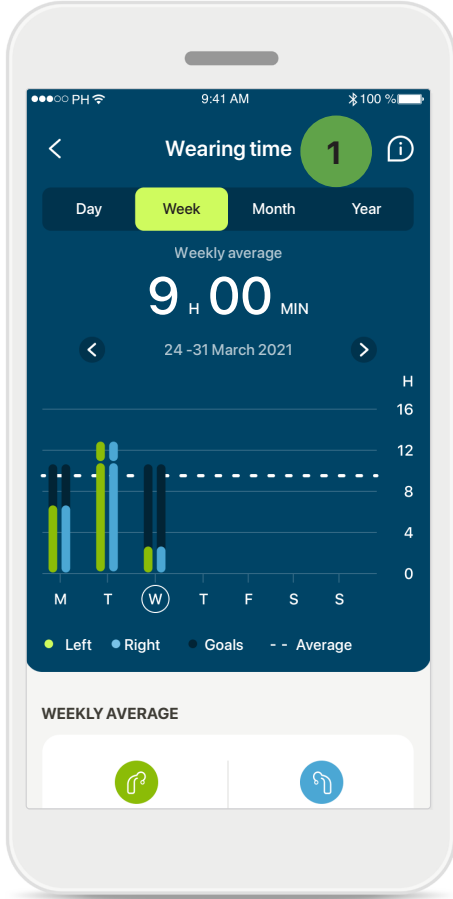 PH 9:41 AM 100 %
Wearing time 1 i
Day Week Month Year
Weekly average
9 H 00 MIN
24 -31 March 2021
H
16
12
8
4
0
M T W T F S S
Left Right Goals - - Average
WEEKLY AVERAGE